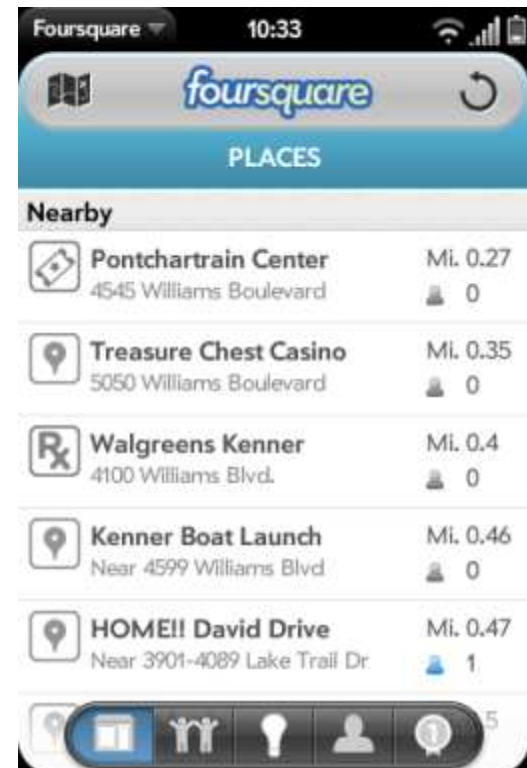 Foursquare 10:33
foursquare
PLACES
Nearby
Pontchartrain Center Mi. 0.27
4545 Williams Boulevard 0
Treasure Chest Casino Mi. 0.35
5050 Williams Boulevard 0
Rx Walgreens Kenner Mi. 0.4
4100 Williams Blvd. 0
Kenner Boat Launch Mi. 0.46
Near 4599 Williams Blvd 0
HOME!! David Drive Mi. 0.47
Near 3901-4089 Lake Trail Dr 1